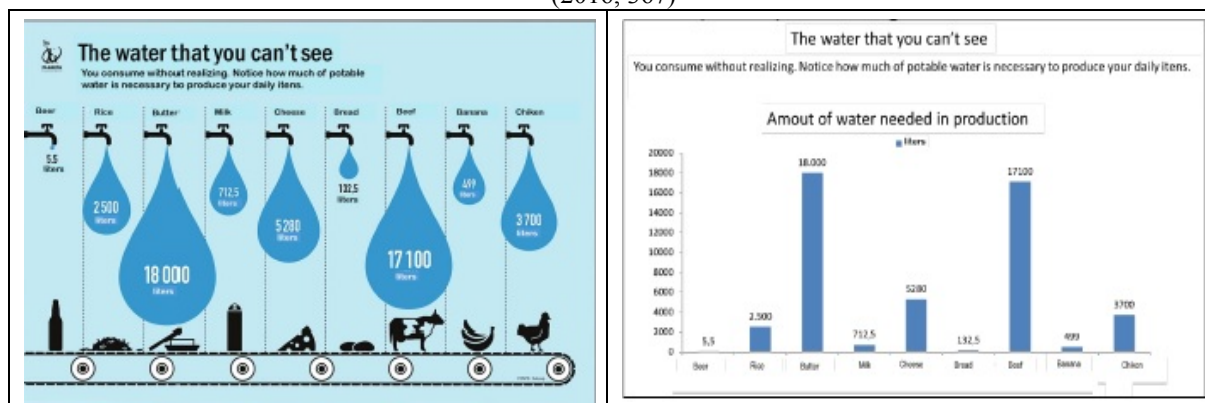 (2016, 567)
The water that you can't see
You consume without realizing. Notice how much of potable
water is necessary to produce your daily itens.
Beer Rice Butter Milk Cheese Bread Beef Banana Chiken
5.5
liters
2 500
liters
18 000
liters
712,5
liters
5 280
liters
132,5
liters
17 100
liters
499
liters
3 700
liters
The water that you can't see
You consume without realizing. Notice how much of potable water is necessary to produce your daily itens.
Amout of water needed in production
liters
20000
18000
16000
14000
12000
10000
8000
6000
4000
2000
0
5,5
2.500
18.000
712,5
5280
132,5
17100
499
3700
Beer Rice Butter Milk Cheese Bread Beef Banana Chiken